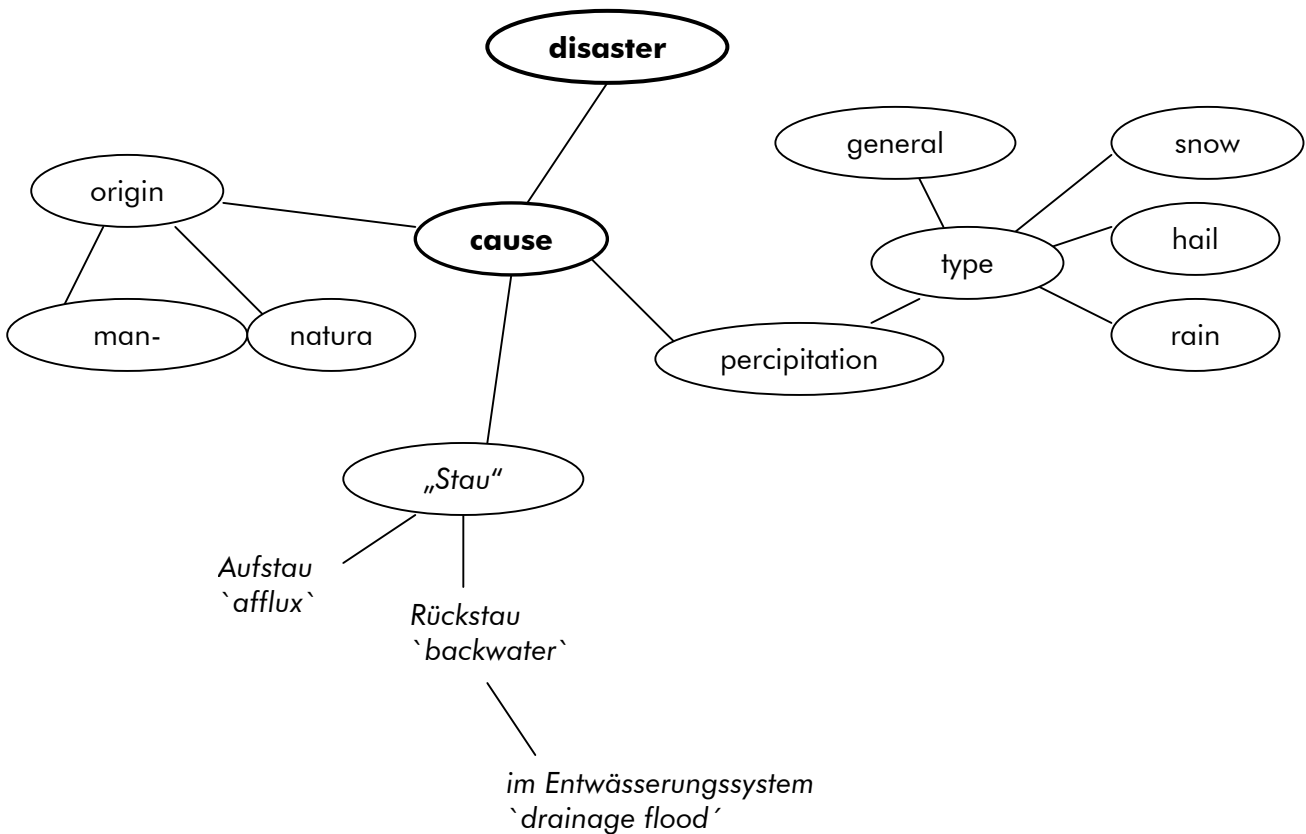 disaster
general
snow
origin
cause
hail
type
man-
natura
rain
percipitation
„Stau“
Aufstau
`afflux`
Rückstau
`backwater`
im Entwässerungssystem
`drainage flood´